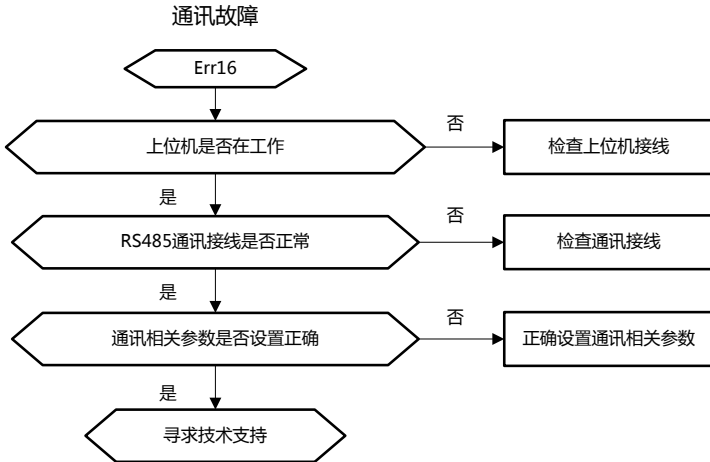 通讯故障
Err16
上位机是否在工作
否
检查上位机接线
是
RS485通讯接线是否正常
否
检查通讯接线
是
通讯相关参数是否设置正确
否
正确设置通讯相关参数
是
寻求技术支持